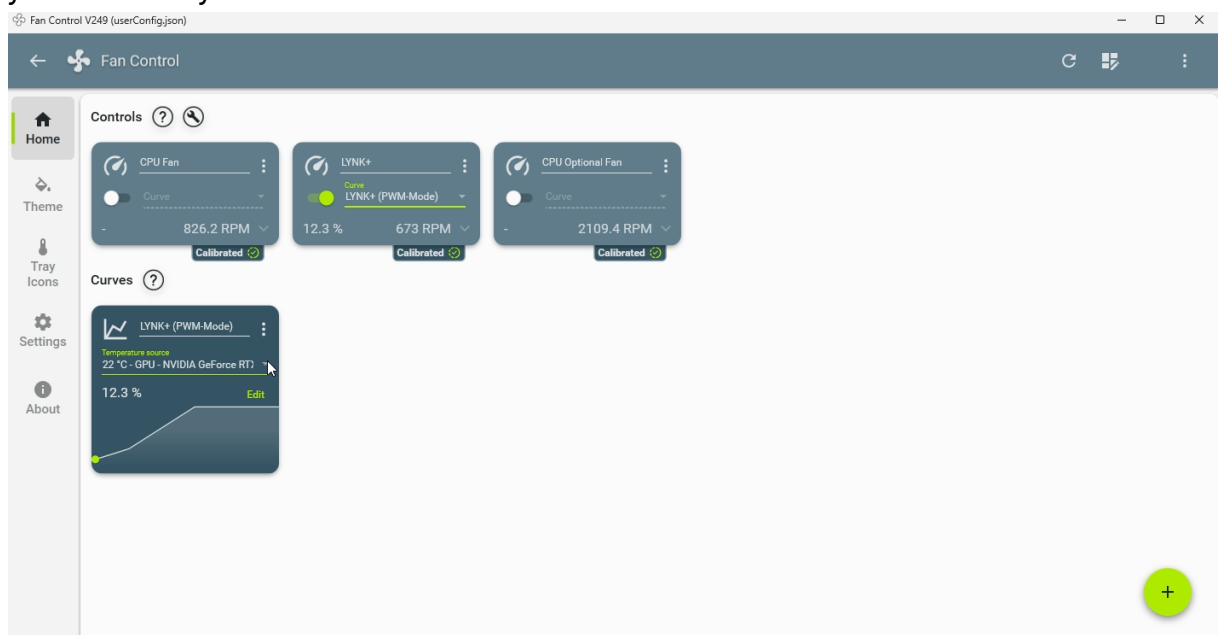 Fan Control V249 (userConfig.json)
Fan Control
Home
Theme
Tray
Icons
Settings
About
Controls ?
CPU Fan
Curve
-
826.2 RPM
Calibrated
LYNK+
Curve
LYNK+ (PWM-Mode)
12.3 %
673 RPM
Calibrated
CPU Optional Fan
Curve
-
2109.4 RPM
Calibrated
Curves ?
LYNK+ (PWM-Mode)
Temperature source
22 °C - GPU - NVIDIA GeForce
12.3 %
Edit